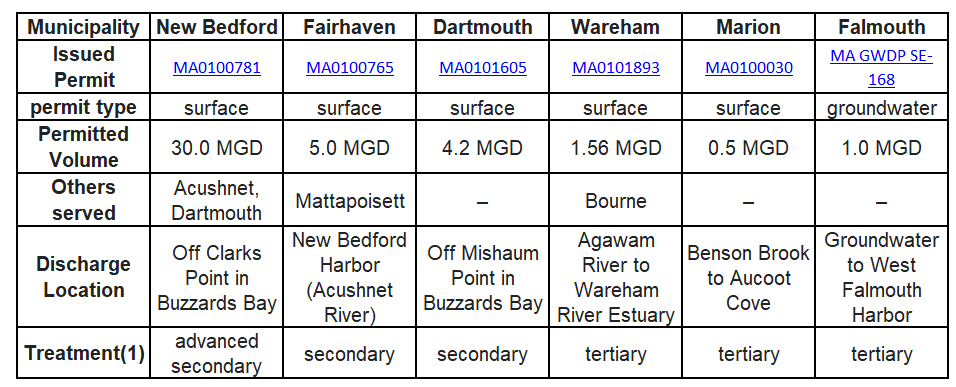 Municipality New Bedford Fairhaven Dartmouth Wareham Marion Falmouth
Issued Permit MA0100781 MA0100765 MA0101605 MA0101893 MA0100030 MA GWDP SE-168
permit type surface surface surface surface surface groundwater
Permitted Volume 30.0 MGD 5.0 MGD 4.2 MGD 1.56 MGD 0.5 MGD 1.0 MGD
Others served Acushnet, Dartmouth Mattapoisett – Bourne – –
Discharge Location Off Clarks Point in Buzzards Bay New Bedford Harbor (Acushnet River) Off Mishaum Point in Buzzards Bay Agawam River to Wareham River Estuary Benson Brook to Aucoot Cove Groundwater to West Falmouth Harbor
Treatment(1) advanced secondary secondary secondary tertiary tertiary tertiary